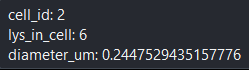 cell_id: 2
lys_in_cell: 6
diameter_um: 0.2447529435157776